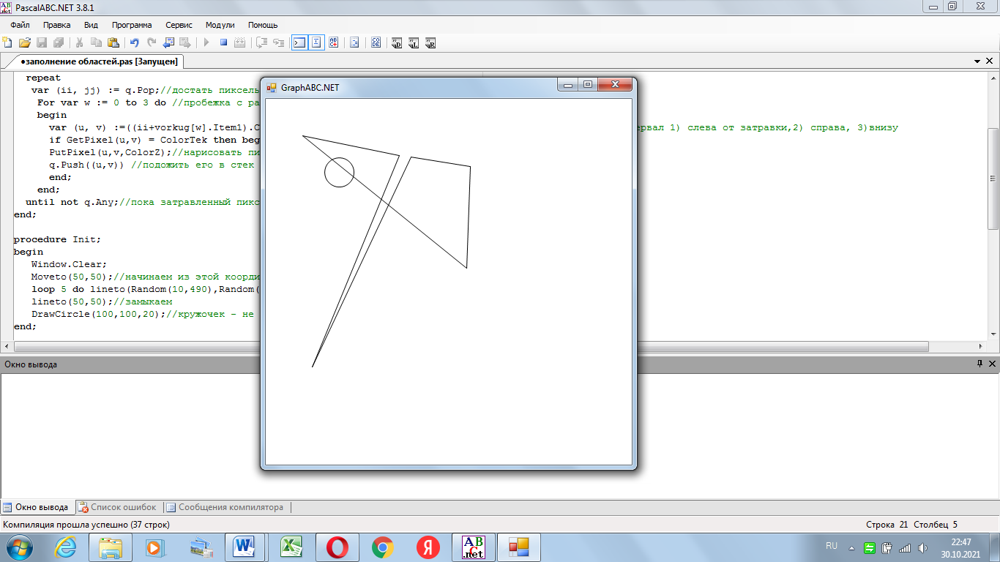 PascalABC.NET 3.8.1
Файл Правка Вид Программа Сервис Модули Помощь
•заполнение областей.pas [Запущен]
repeat
var (ii, jj) := q.Pop;//достать пиксель
For var w := 0 to 3 do //пробежка с ра
begin
var (u, v) :=((ii+vorkug[w].Item1).C рвал 1) слева от затравки,2) справа, 3)внизу
if GetPixel(u,v) = ColorTek then beg
PutPixel(u,v,ColorZ);//нарисовать пи
q.Push((u,v)) //подожить его в стек
end;
end;
until not q.Any;//пока затравленный пикс
end;
procedure Init;
begin
Window.Clear;
Moveto(50,50);//начинаем из этой коорди
loop 5 do lineto(Random(10,490),Random(
lineto(50,50);//замыкаем
DrawCircle(100,100,20);//кружочек - не
end;
GraphABC.NET
Окно вывода
Окно вывода Список ошибок Сообщения компилятора
Компиляция прошла успешно (37 строк) Строка 21 Столбец 5
RU 22:47
30.10.2021